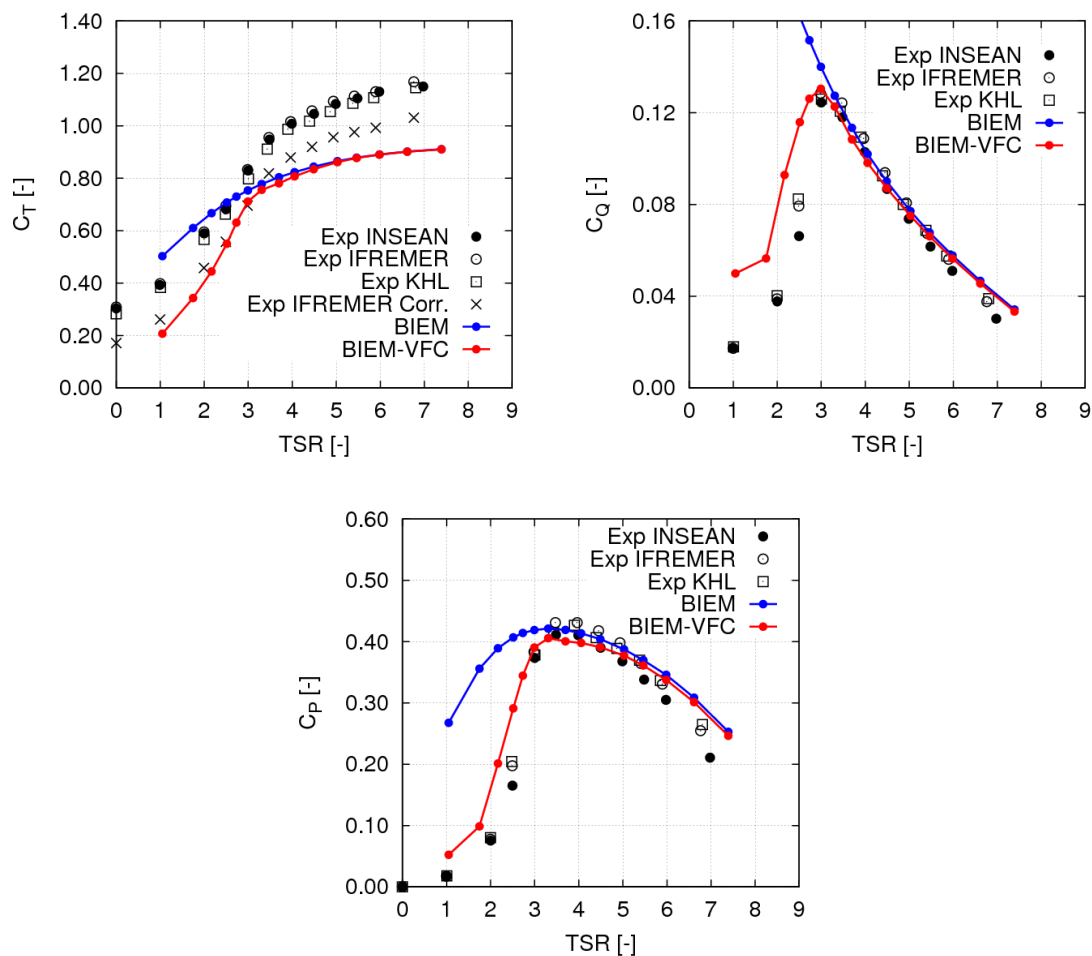 1.40
1.20
1.00
0.80
0.60
0.40
0.20
0.00
C_T [-]
0 1 2 3 4 5 6 7 8 9
TSR [-]
Exp INSEAN
Exp IFREMER
Exp KHL
Exp IFREMER Corr.
BIEM
BIEM-VFC
0.16
0.12
0.08
0.04
0.00
C_Q [-]
0 1 2 3 4 5 6 7 8 9
TSR [-]
Exp INSEAN
Exp IFREMER
Exp KHL
BIEM
BIEM-VFC
0.60
0.50
0.40
0.30
0.20
0.10
0.00
C_P [-]
0 1 2 3 4 5 6 7 8 9
TSR [-]
Exp INSEAN
Exp IFREMER
Exp KHL
BIEM
BIEM-VFC